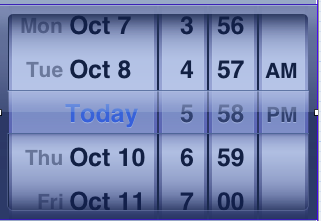 Mon Oct 7 3 56
Tue Oct 8 4 57 AM
Today 5 58 PM
Thu Oct 10 6 59
Fri Oct 11 7 00